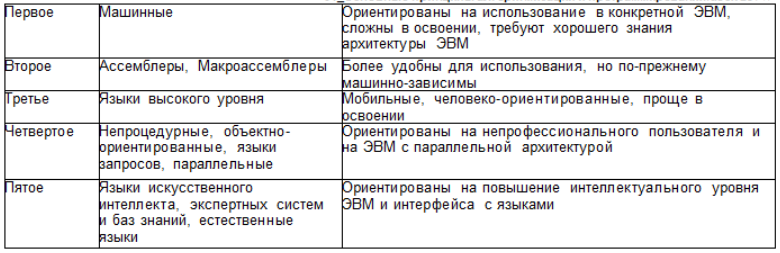 Первое Машинные Ориентированы на использование в конкретной ЭВМ,
сложны в освоении, требуют хорошего знания
архитектуры ЭВМ
Второе Ассемблеры, Макроассемблеры Более удобны для использования, но по-прежнему
машинно-зависимы
Третье Языки высокого уровня Мобильные, человеко-ориентированные, проще в
освоении
Четвертое Непроцедурные, объектно- Ориентированы на непрофессионального пользователя и
ориентированные, языки на ЭВМ с параллельной архитектурой
запросов, параллельные
Пятое Языки искусственного Ориентированы на повышение интеллектуального уровня
интеллекта, экспертных систем ЭВМ и интерфейса с языками
и баз знаний, естественные
языки